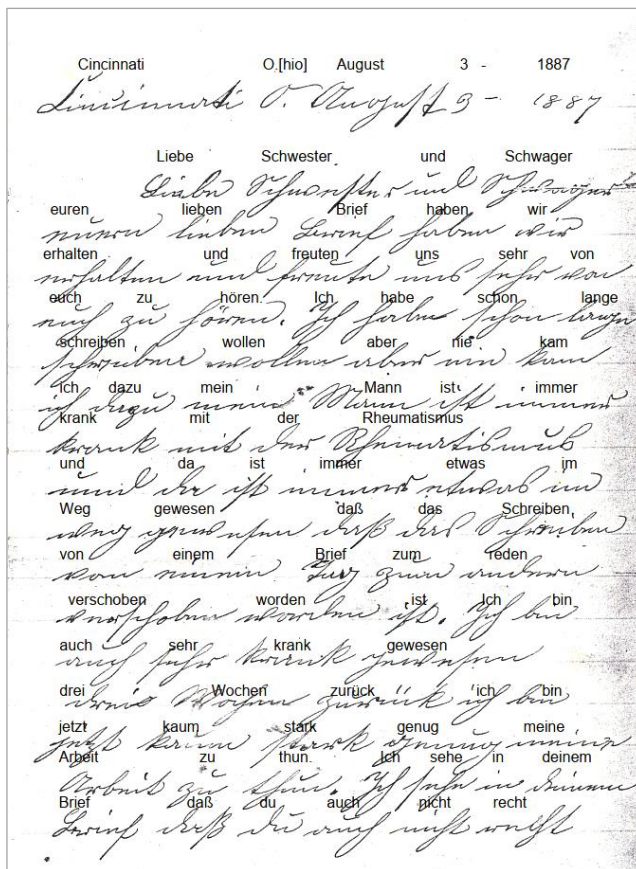 Cincinnati O.[hio] August 3 - 1887
Cincinnati O. August 3 - 1887
Liebe Schwester und Schwager
Liebe Schwester und Schwager
euren lieben Brief haben wir
euern lieben Brief haben wir
erhalten und freuten uns sehr von
erhalten und freute uns sehr von
euch zu hören. Ich habe schon lange
euch zu hören. Ich habe schon lange
schreiben wollen aber nie kam
schreiben wollen aber nie kam
Ich dazu mein Mann ist immer
ich dazu mein Mann ist immer
krank mit der Rheumatismus
krank mit der Rheumatismus
und da ist immer etwas im
und da ist immer etwas im
Weg gewesen daß das Schreiben
weg gewesen daß das Schreiben
von einem Brief zum reden
von einem Tag zum andern
verschoben worden ist Ich bin
verschoben worden ist. Ich bin
auch sehr krank gewesen
auch sehr krank gewesen
drei Wochen zurück ich bin
drei Wochen zurück ich bin
jetzt kaum stark genug meine
jetzt kaum stark genug meine
Arbeit zu thun. Ich sehe in deinem
Arbeit zu thun. Ich sehe in deinem
Brief daß du auch nicht recht
Brief daß du auch nicht recht